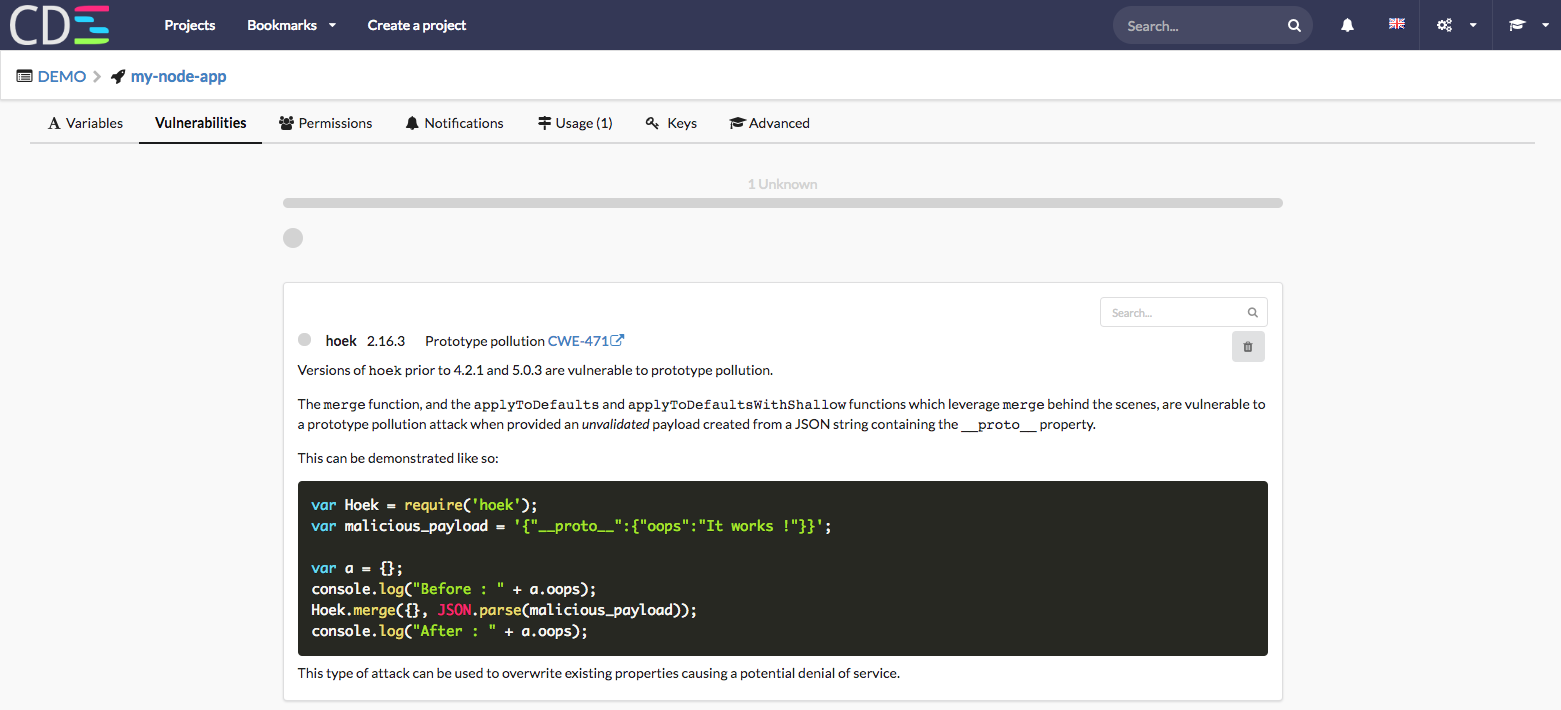 CDE Projects Bookmarks Create a project Search...
DEMO my-node-app
Variables Vulnerabilities Permissions Notifications Usage (1) Keys Advanced
1 Unknown
Search...
hoek 2.16.3 Prototype pollution CWE-471
Versions of hoek prior to 4.2.1 and 5.0.3 are vulnerable to prototype pollution.
The merge function, and the applyToDefaults and applyToDefaultsWithShallow functions which leverage merge behind the scenes, are vulnerable to
a prototype pollution attack when provided an unvalidated payload created from a JSON string containing the __proto__ property.
This can be demonstrated like so:
var Hoek = require('hoek');
var malicious_payload = '{"__proto__":{"oops":"It works !"}}';
var a = {};
console.log("Before : " + a.oops);
Hoek.merge({}, JSON.parse(malicious_payload));
console.log("After : " + a.oops);
This type of attack can be used to overwrite existing properties causing a potential denial of service.